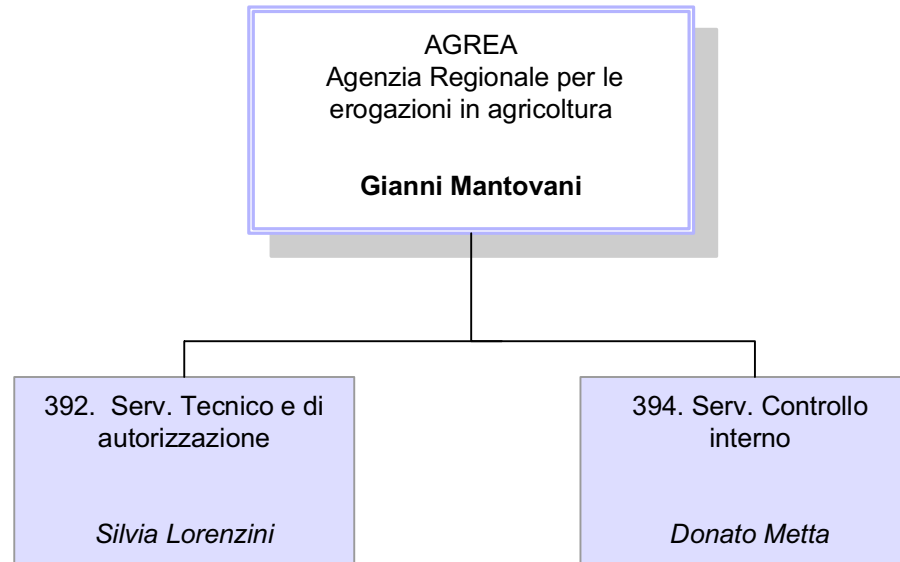 AGREA
Agenzia Regionale per le
erogazioni in agricoltura
Gianni Mantovani
392. Serv. Tecnico e di
autorizzazione
Silvia Lorenzini
394. Serv. Controllo
interno
Donato Metta